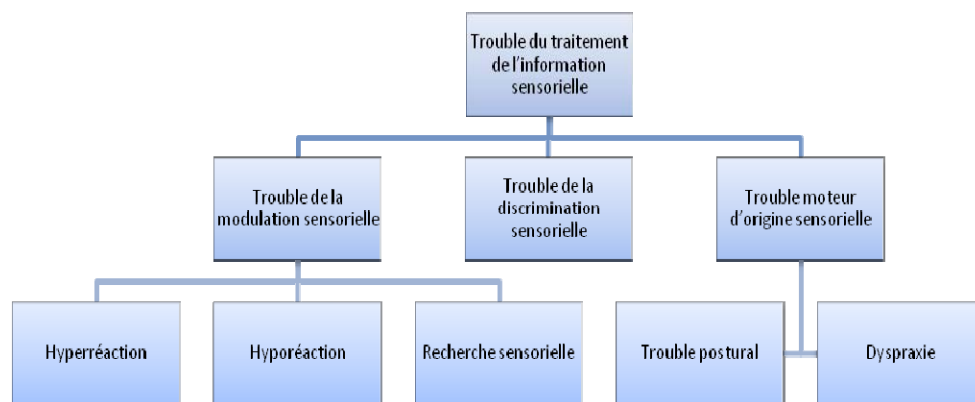 Trouble du traitement
de l'information
sensorielle
Trouble de la
modulation sensorielle
Trouble de la
discrimination
sensorielle
Trouble moteur
d'origine sensorielle
Hyperréaction
Hyporéaction
Recherche sensorielle
Trouble postural
Dyspraxie